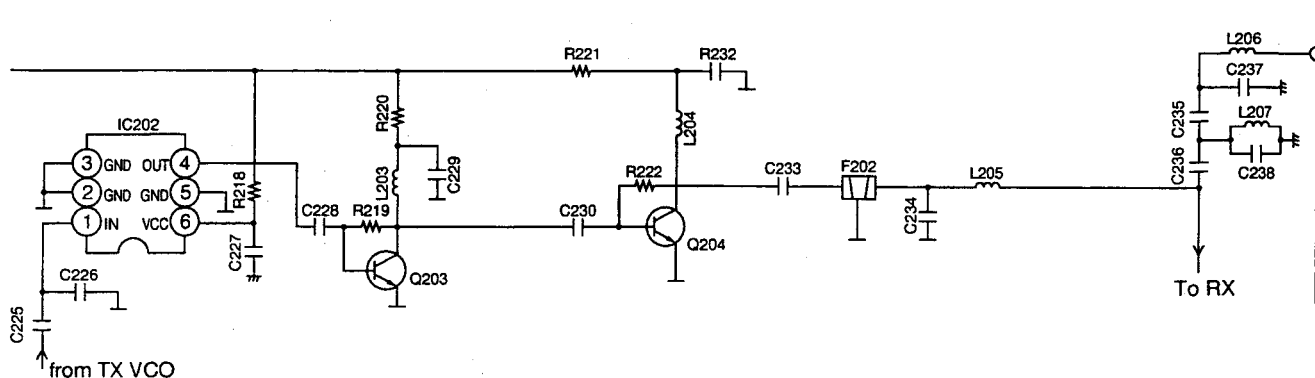 L206
R221
R232
C237
R220
L204
C235
L207
IC202
3 GND OUT 4
2 GND GND 5
1 IN VCC 6
R218
L203
C229
R222
C233
F202
L205
C236
C238
C228
R219
C230
C234
C227
Q203
Q204
C226
C225
To RX
from TX VCO